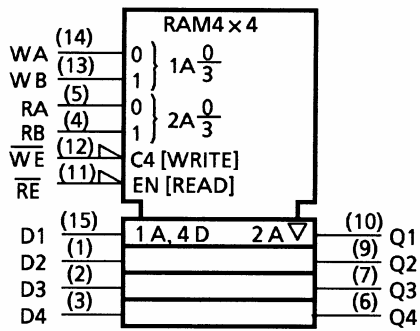 RAM4×4
WA (14) 0 } 1A 0/3
WB (13) 1
RA (5) 0 } 2A 0/3
RB (4) 1
W̅E̅ (12) C4 [WRITE]
R̅E̅ (11) EN [READ]
D1 (15) 1A, 4D 2A ▽ (10) Q1
D2 (1) (9) Q2
D3 (2) (7) Q3
D4 (3) (6) Q4